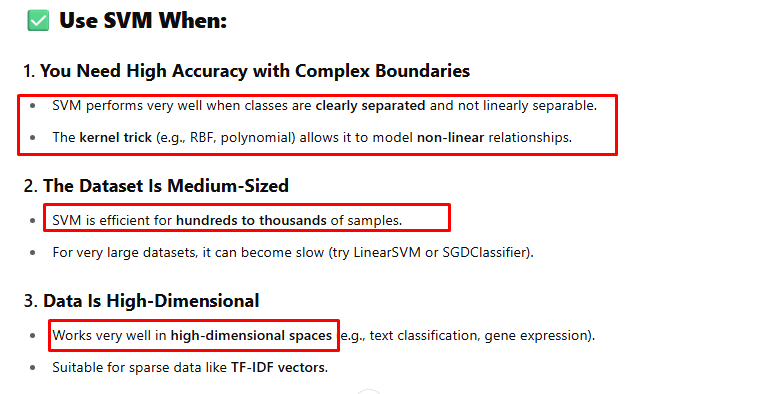 ✅ Use SVM When:
1. You Need High Accuracy with Complex Boundaries
• SVM performs very well when classes are clearly separated and not linearly separable.
• The kernel trick (e.g., RBF, polynomial) allows it to model non-linear relationships.
2. The Dataset Is Medium-Sized
• SVM is efficient for hundreds to thousands of samples.
• For very large datasets, it can become slow (try LinearSVM or SGDClassifier).
3. Data Is High-Dimensional
• Works very well in high-dimensional spaces (e.g., text classification, gene expression).
• Suitable for sparse data like TF-IDF vectors.